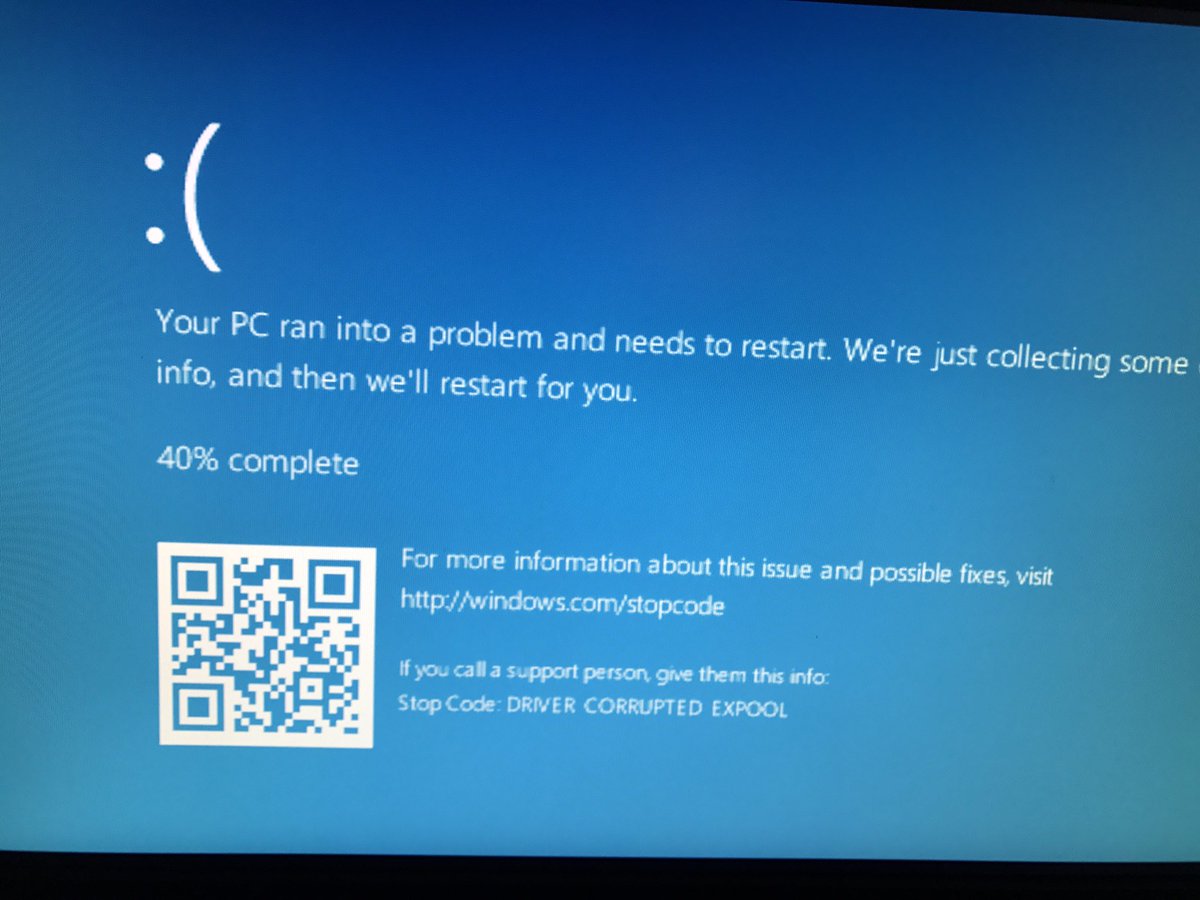 :(
Your PC ran into a problem and needs to restart. We're just collecting some
info, and then we'll restart for you.
40% complete
For more information about this issue and possible fixes, visit
http://windows.com/stopcode
If you call a support person, give them this info:
Stop Code: DRIVER CORRUPTED EXPOOL